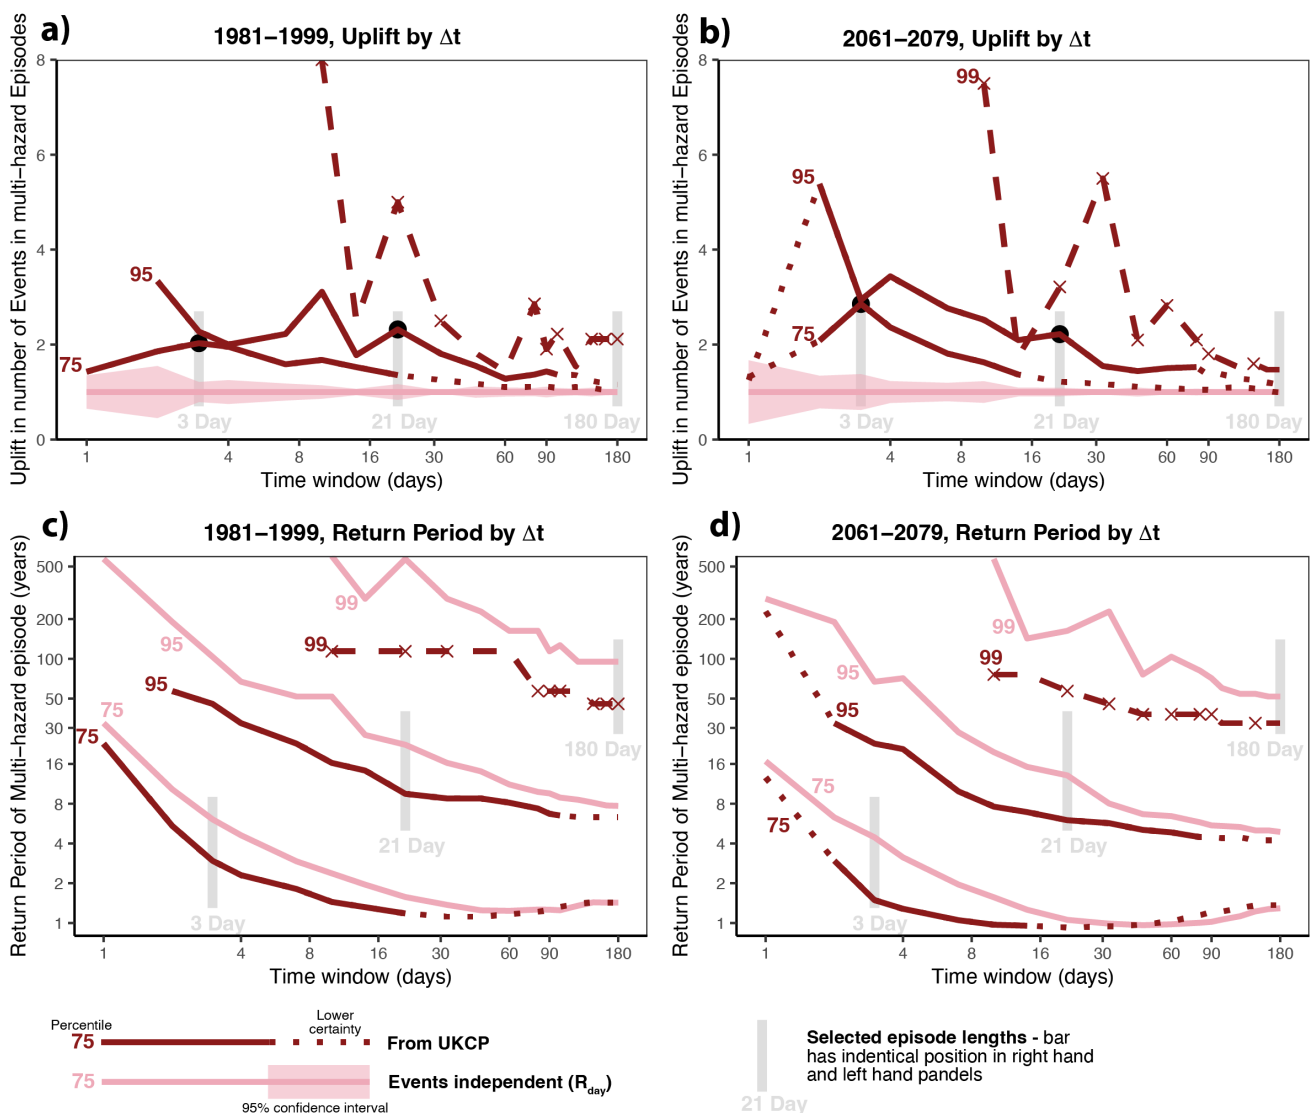 a)
1981–1999, Uplift by Δt
Uplift in number of Events in multi–hazard Episodes
8
6
4
2
0
95
75
3 Day
21 Day
180 Day
1 4 8 16 30 60 90 180
Time window (days)
b)
2061–2079, Uplift by Δt
Uplift in number of Events in multi–hazard Episodes
8
6
4
2
0
99
95
75
3 Day
21 Day
180 Day
1 4 8 16 30 60 90 180
Time window (days)
c)
1981–1999, Return Period by Δt
Return Period of Multi–hazard episode (years)
500
200
100
50
30
16
8
4
2
1
99
95
99
95
75
75
180 Day
21 Day
3 Day
1 4 8 16 30 60 90 180
Time window (days)
d)
2061–2079, Return Period by Δt
Return Period of Multi–hazard episode (years)
500
200
100
50
30
16
8
4
2
1
99
99
95
95
75
75
180 Day
21 Day
3 Day
1 4 8 16 30 60 90 180
Time window (days)
Percentile
Lower
certainty
75
From UKCP
75
Events independent (Rday)
95% confidence interval
Selected episode lengths - bar
has indentical position in right hand
and left hand pandels
21 Day